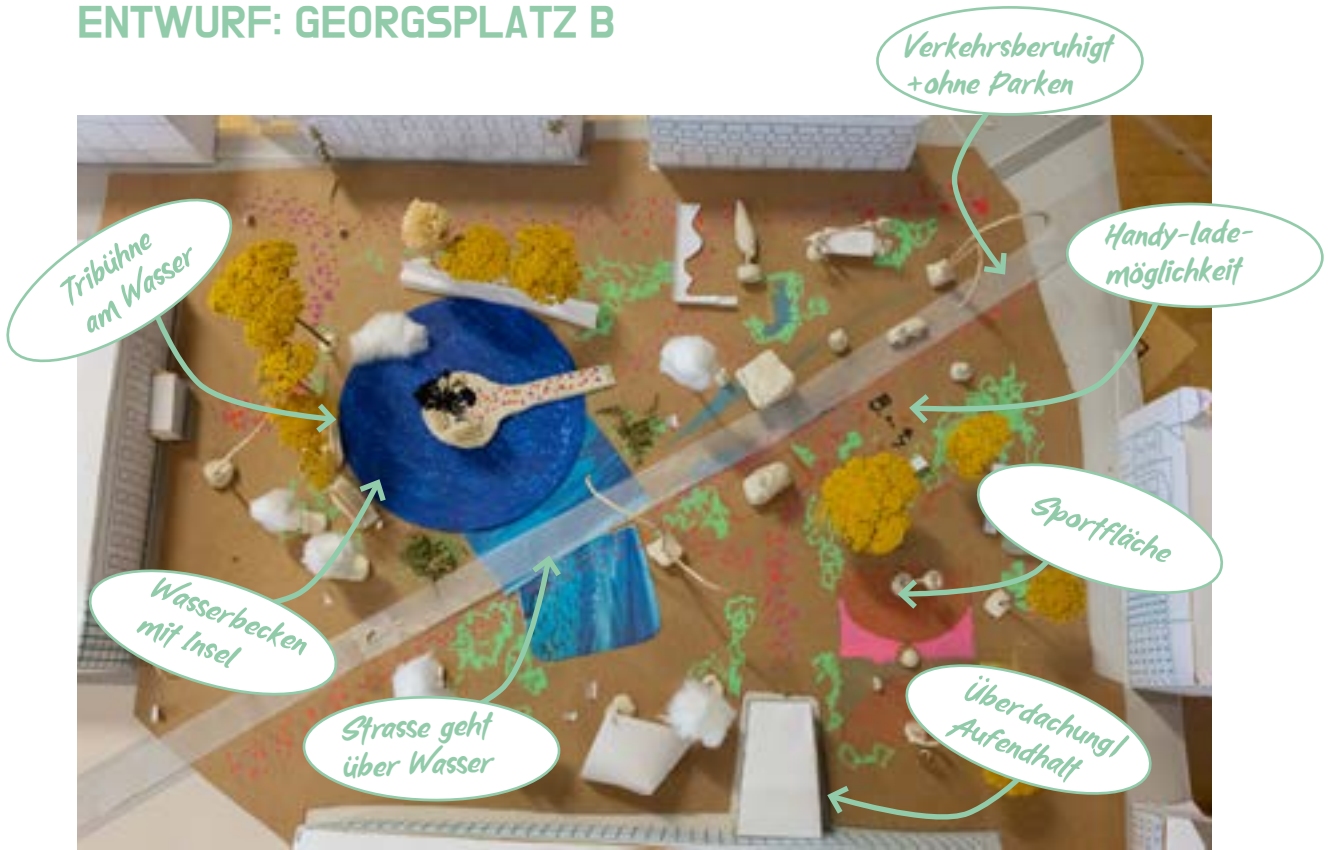 ENTWURF: GEORGSPLATZ B
Verkehrsberuhigt
+ohne Parken
Tribühne
am Wasser
Handy-lade-
möglichkeit
Sportfläche
Wasserbecken
mit Insel
Strasse geht
über Wasser
Überdachung/
Aufendhalt